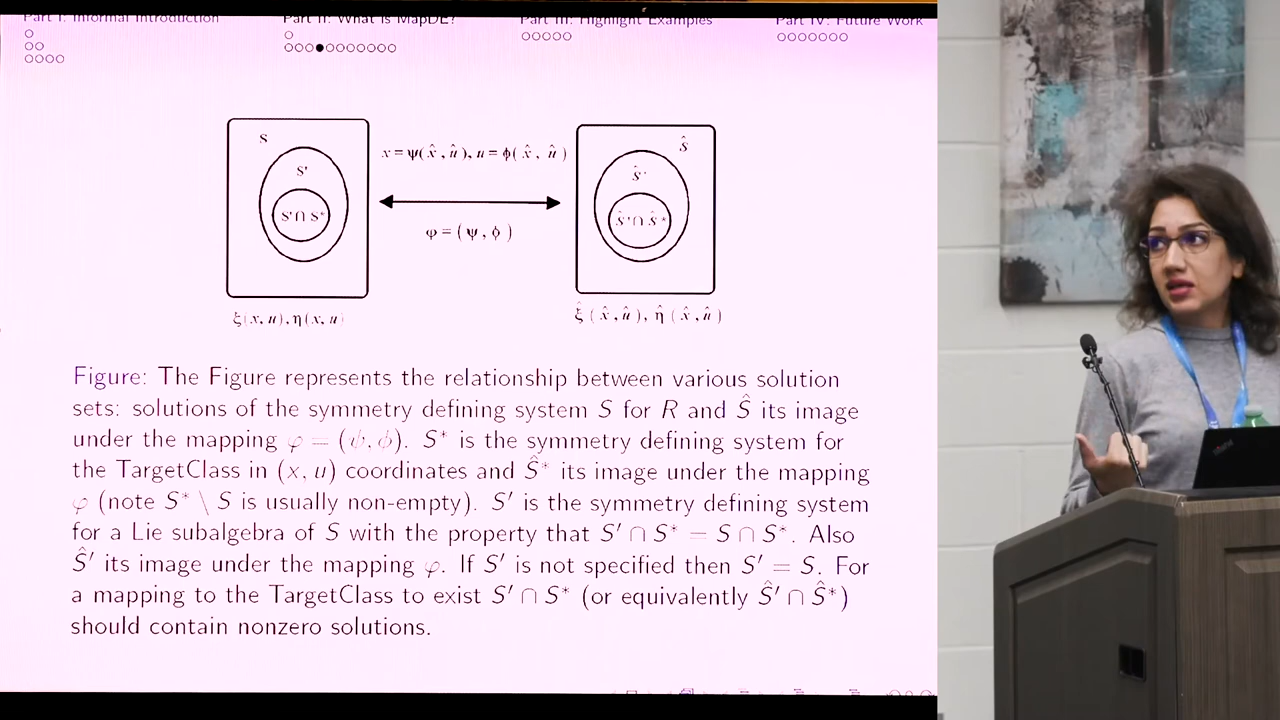 Part I: Informal Introduction
Part II: What is MapDE?
Part III: Highlight Examples
Part IV: Future Work
S
S′
S′∩ S*
x = ψ(x̂ , û), u = ϕ( x̂ , û )
φ = ( ψ , ϕ )
Ŝ
Ŝ′
Ŝ′∩ Ŝ*
ξ(x, u), η(x, u)
ξ̂ ( x̂ , û ), η̂ ( x̂ , û )
Figure: The Figure represents the relationship between various solution
sets: solutions of the symmetry defining system S for R and Ŝ its image
under the mapping φ = (ψ, ϕ). S* is the symmetry defining system for
the TargetClass in (x, u) coordinates and Ŝ* its image under the mapping
φ (note S* \ S is usually non-empty). S′ is the symmetry defining system
for a Lie subalgebra of S with the property that S′ ∩ S* = S ∩ S*. Also
Ŝ′ its image under the mapping φ. If S′ is not specified then S′ = S. For
a mapping to the TargetClass to exist S′ ∩ S* (or equivalently Ŝ′ ∩ Ŝ*)
should contain nonzero solutions.